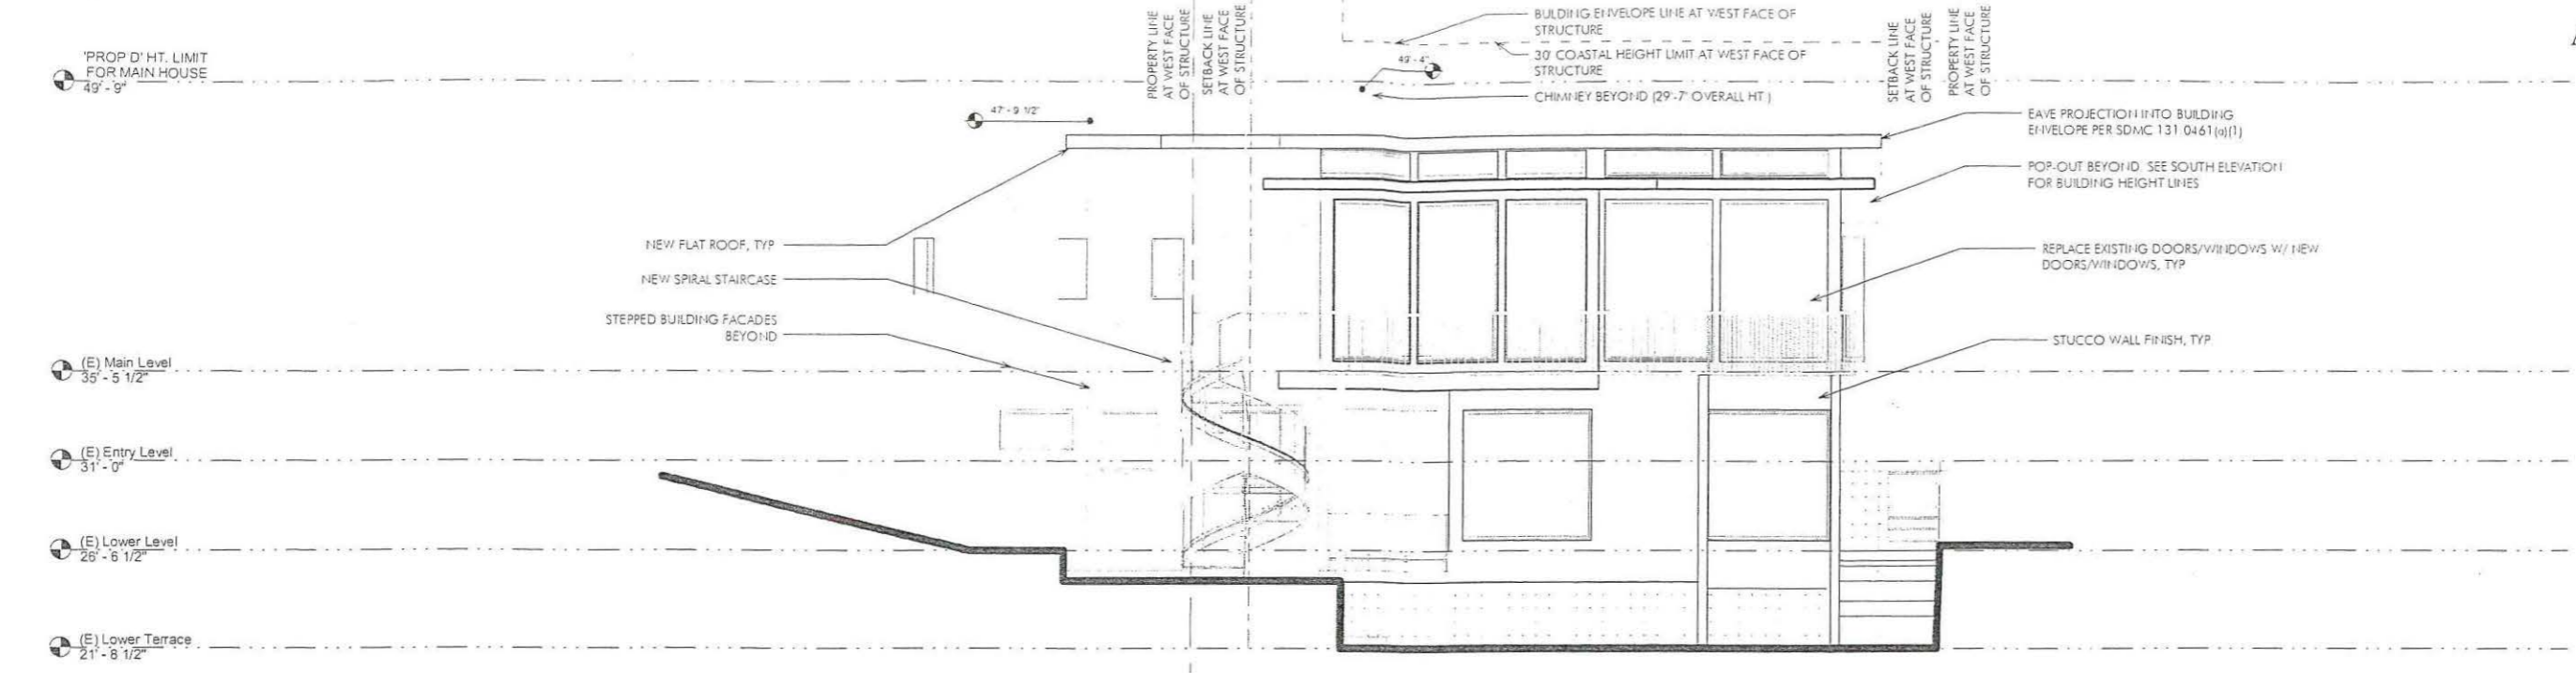 'PROP D' HT. LIMIT
FOR MAIN HOUSE
49' - 9"
PROPERTY LINE
AT WEST FACE
OF STRUCTURE
SETBACK LINE
AT WEST FACE
OF STRUCTURE
BULDING ENVELOPE LINE AT WEST FACE OF
STRUCTURE
30' COASTAL HEIGHT LIMIT AT WEST FACE OF
STRUCTURE
49' - 4"
CHIMNEY BEYOND (29'-7" OVERALL HT.)
SETBACK LINE
AT WEST FACE
OF STRUCTURE
PROPERTY LINE
AT WEST FACE
OF STRUCTURE
47' - 9 1/2"
EAVE PROJECTION INTO BUILDING
ENVELOPE PER SDMC 131.0461(a)(1)
POP-OUT BEYOND. SEE SOUTH ELEVATION
FOR BUILDING HEIGHT LINES
NEW FLAT ROOF, TYP
REPLACE EXISTING DOORS/WINDOWS W/ NEW
DOORS/WINDOWS, TYP
NEW SPIRAL STAIRCASE
STEPPED BUILDING FACADES
BEYOND
STUCCO WALL FINISH, TYP
(E) Main Level
35' - 5 1/2"
(E) Entry Level
31' - 0"
(E) Lower Level
26' - 6 1/2"
(E) Lower Terrace
21' - 8 1/2"